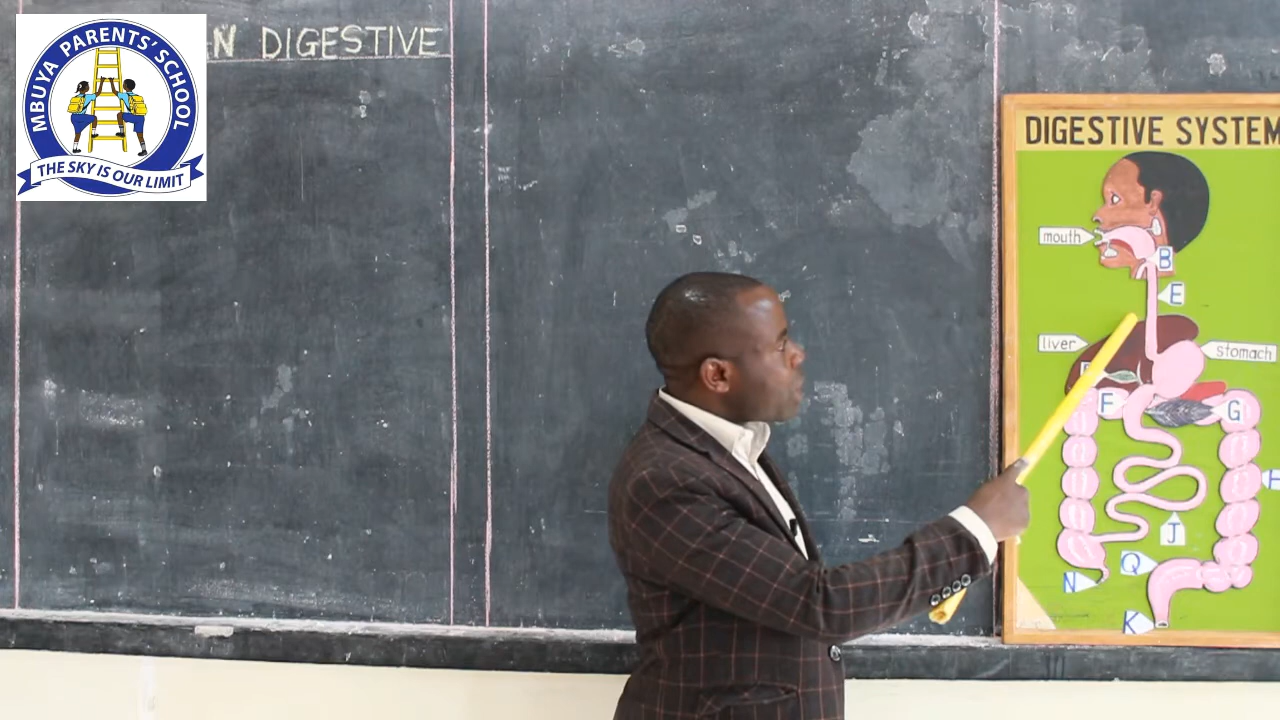 MBUYA PARENTS' SCHOOL
THE SKY IS OUR LIMIT
N DIGESTIVE
DIGESTIVE SYSTEM
mouth
B
E
liver
stomach
F
G
H
J
Q
N
K